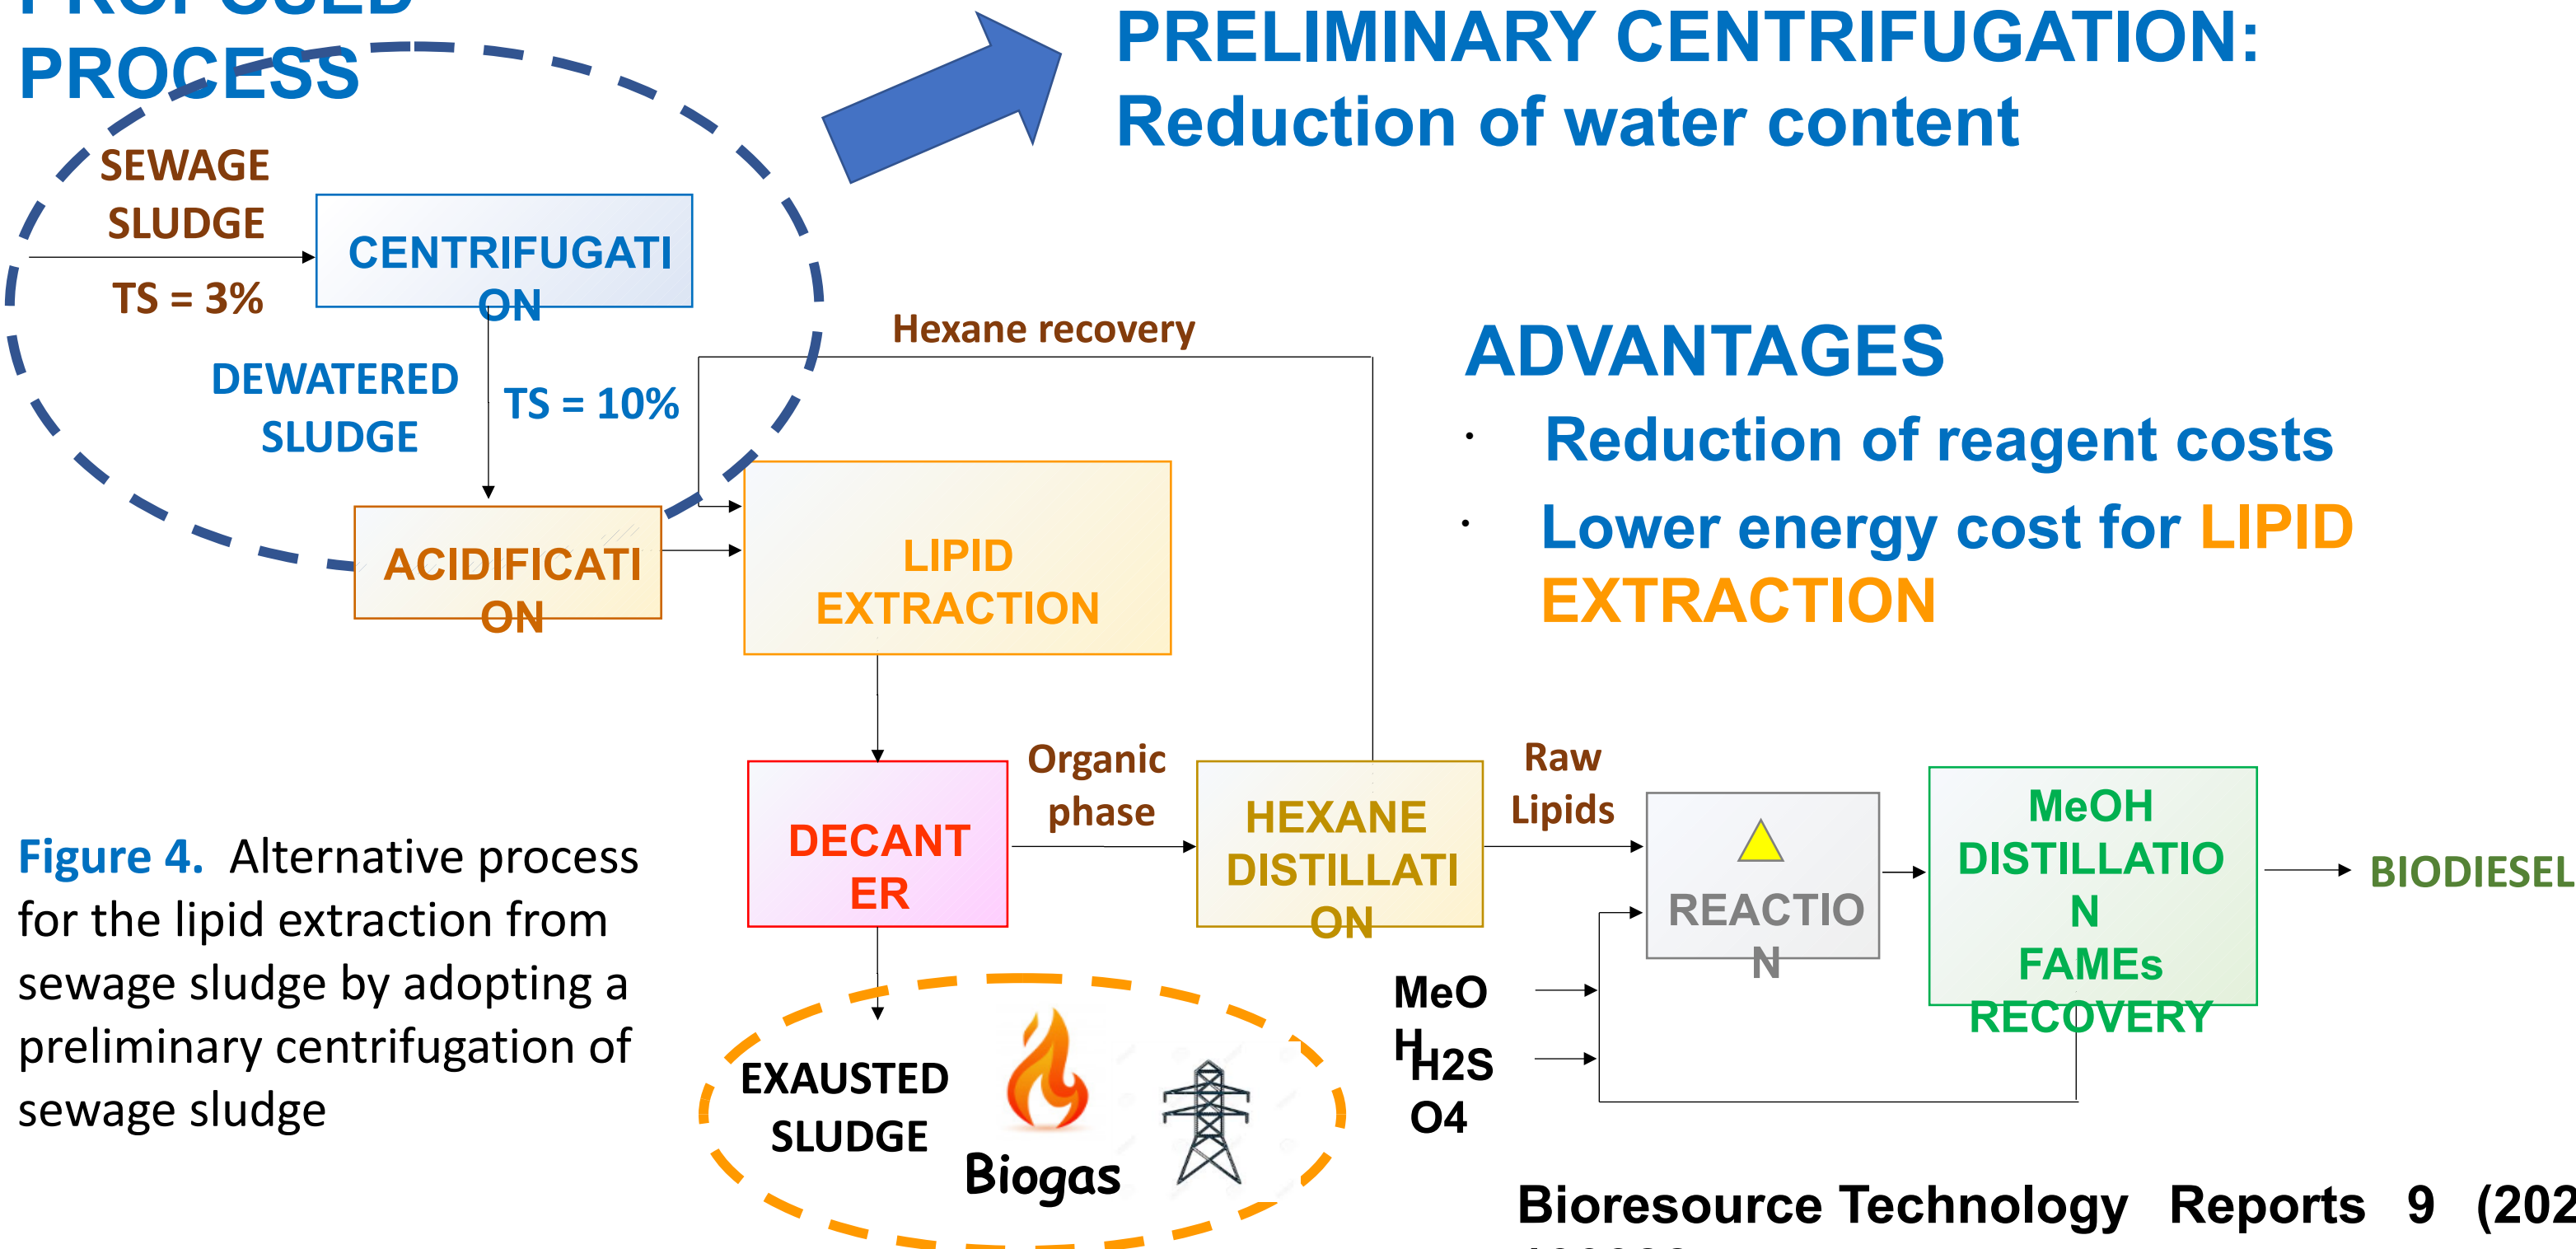 PROPOSED
PROCESS
PRELIMINARY CENTRIFUGATION:
Reduction of water content
SEWAGE
SLUDGE
TS = 3%
CENTRIFUGATI
ON
DEWATERED
SLUDGE
TS = 10%
Hexane recovery
ADVANTAGES
· Reduction of reagent costs
· Lower energy cost for LIPID
EXTRACTION
ACIDIFICATI
ON
LIPID
EXTRACTION
DECANT
ER
Organic
phase
HEXANE
DISTILLATI
ON
Raw
Lipids
REACTIO
N
MeOH
DISTILLATIO
N
FAMEs
RECOVERY
BIODIESEL
MeO
H
H2S
O4
Figure 4. Alternative process
for the lipid extraction from
sewage sludge by adopting a
preliminary centrifugation of
sewage sludge
EXAUSTED
SLUDGE
Biogas
Bioresource Technology Reports 9 (202